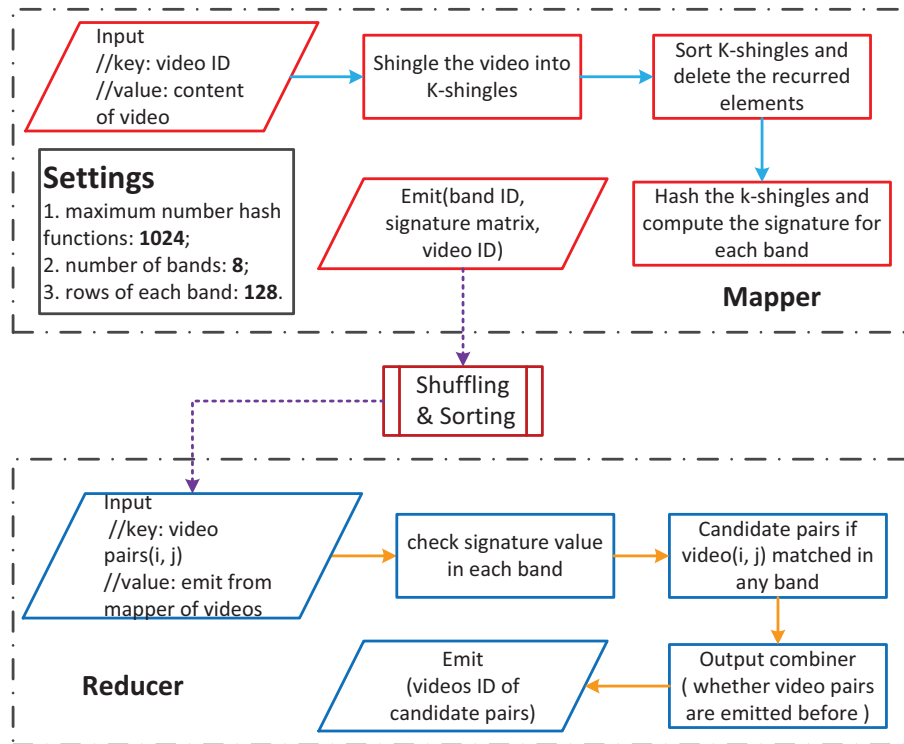 Input
//key: video ID
//value: content
of video
Shingle the video into
K-shingles
Sort K-shingles and
delete the recurred
elements
Settings
1. maximum number hash
functions: 1024;
2. number of bands: 8;
3. rows of each band: 128.
Emit(band ID,
signature matrix,
video ID)
Hash the k-shingles and
compute the signature for
each band
Mapper
Shuffling
& Sorting
Input
//key: video
pairs(i, j)
//value: emit from
mapper of videos
check signature value
in each band
Candidate pairs if
video(i, j) matched in
any band
Reducer
Emit
(videos ID of
candidate pairs)
Output combiner
( whether video pairs
are emitted before )